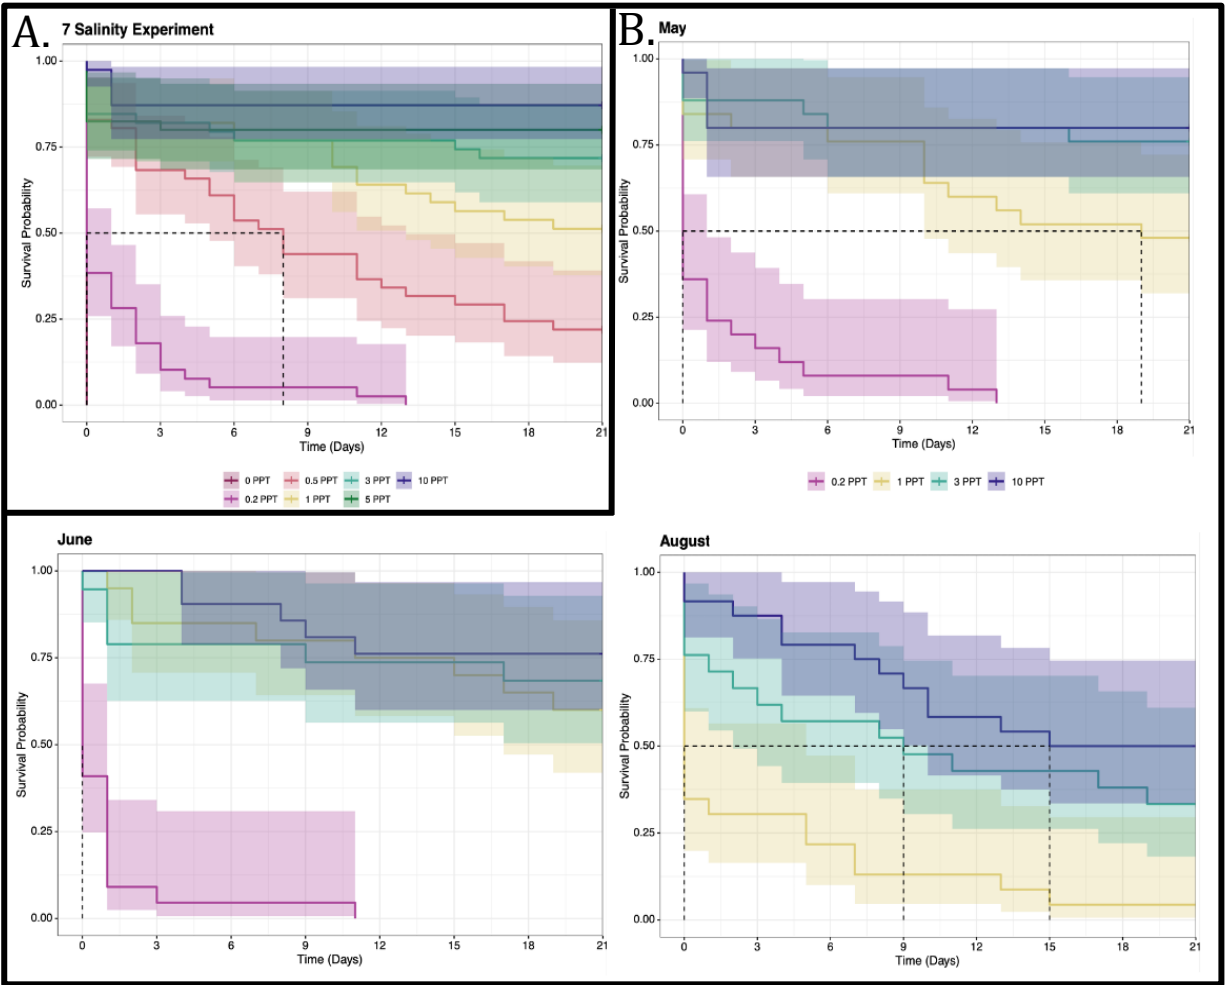 A.
7 Salinity Experiment
Survival Probability
1.00
0.75
0.50
0.25
0.00
0 3 6 9 12 15 18 21
Time (Days)
0 PPT 0.5 PPT 3 PPT 10 PPT
0.2 PPT 1 PPT 5 PPT
B.
May
Survival Probability
1.00
0.75
0.50
0.25
0.00
0 3 6 9 12 15 18 21
Time (Days)
0.2 PPT 1 PPT 3 PPT 10 PPT
June
Survival Probability
1.00
0.75
0.50
0.25
0.00
0 3 6 9 12 15 18 21
Time (Days)
August
Survival Probability
1.00
0.75
0.50
0.25
0.00
0 3 6 9 12 15 18 21
Time (Days)